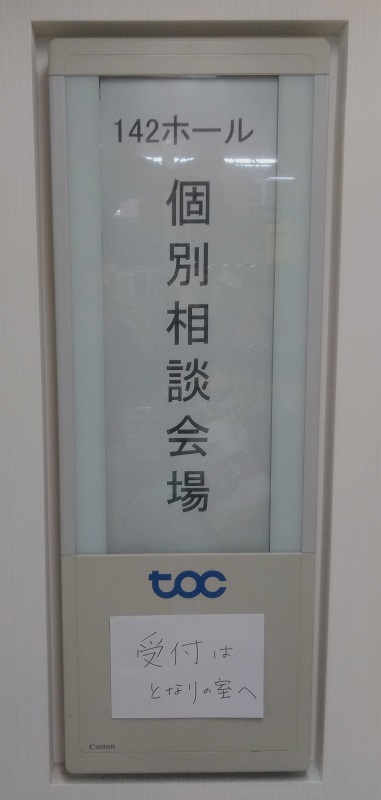 142ホール
個別相談会場
toc
受付は
となりの室へ
Canon